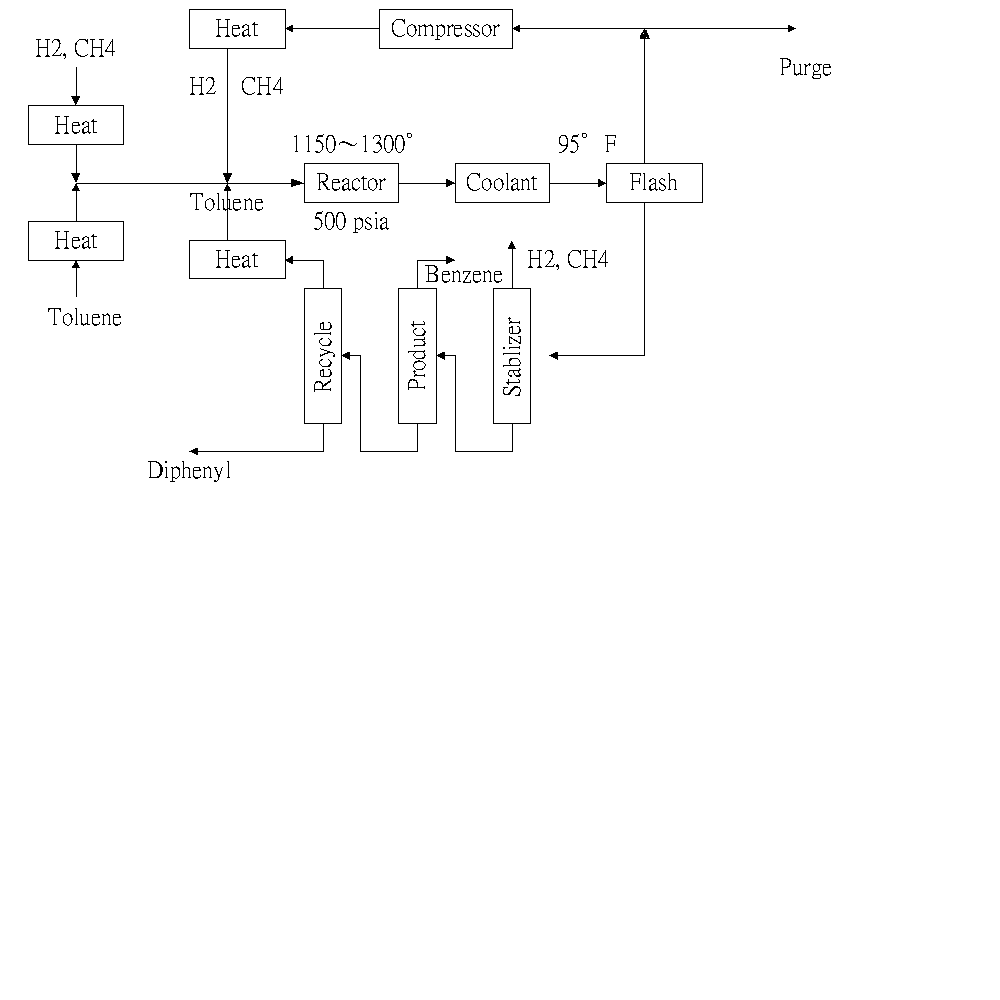 Heat
Compressor
H2, CH4
Purge
H2
CH4
Heat
1150～1300°
95° F
Reactor
Coolant
Flash
Toluene
500 psia
Heat
Heat
H2, CH4
Benzene
Toluene
Recycle
Product
Stablizer
Diphenyl